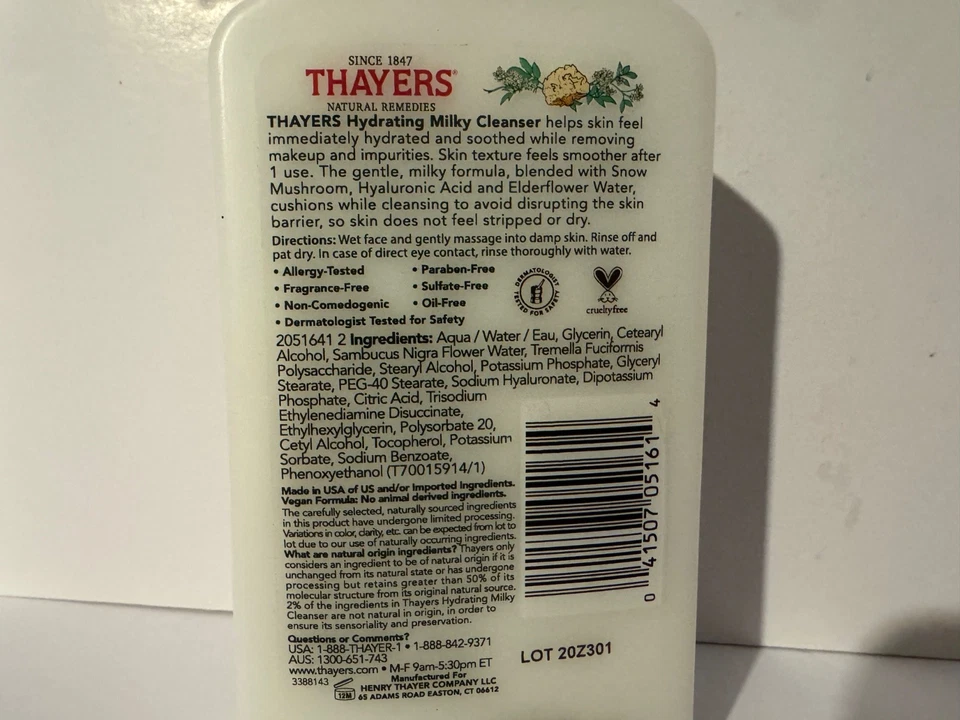 SINCE 1847
THAYERS®
NATURAL REMEDIES
THAYERS Hydrating Milky Cleanser helps skin feel
immediately hydrated and soothed while removing
makeup and impurities. Skin texture feels smoother after
1 use. The gentle, milky formula, blended with Snow
Mushroom, Hyaluronic Acid and Elderflower Water,
cushions while cleansing to avoid disrupting the skin
barrier, so skin does not feel stripped or dry.
Directions: Wet face and gently massage into damp skin. Rinse off and
pat dry. In case of direct eye contact, rinse thoroughly with water.
• Allergy-Tested
• Fragrance-Free
• Non-Comedogenic
• Dermatologist Tested for Safety
• Paraben-Free
• Sulfate-Free
• Oil-Free
DERMATOLOGIST
TESTED FOR SAFETY
crueltyfree
2051641 2 Ingredients: Aqua / Water / Eau, Glycerin, Cetearyl
Alcohol, Sambucus Nigra Flower Water, Tremella Fuciformis
Polysaccharide, Stearyl Alcohol, Potassium Phosphate, Glyceryl
Stearate, PEG-40 Stearate, Sodium Hyaluronate, Dipotassium
Phosphate, Citric Acid, Trisodium
Ethylenediamine Disuccinate,
Ethylhexylglycerin, Polysorbate 20,
Cetyl Alcohol, Tocopherol, Potassium
Sorbate, Sodium Benzoate,
Phenoxyethanol (T70015914/1)
Made in USA of US and/or Imported Ingredients.
Vegan Formula: No animal derived ingredients.
The carefully selected, naturally sourced ingredients
in this product have undergone limited processing.
Variations in color, clarity, etc. can be expected from lot to
lot due to our use of naturally occurring ingredients.
What are natural origin ingredients? Thayers only
considers an ingredient to be of natural origin if it is
unchanged from its natural state or has undergone
processing but retains greater than 50% of its
molecular structure from its original natural source.
2% of the ingredients in Thayers Hydrating Milky
Cleanser are not natural in origin, in order to
ensure its sensoriality and preservation.
Questions or Comments?
USA: 1-888-THAYER-1 • 1-888-842-9371
AUS: 1300-651-743
www.thayers.com • M-F 9am-5:30pm ET
3388143
12M
Manufactured For
HENRY THAYER COMPANY LLC
65 ADAMS ROAD EASTON, CT 06612
0 41507 05161 4
LOT 20Z301